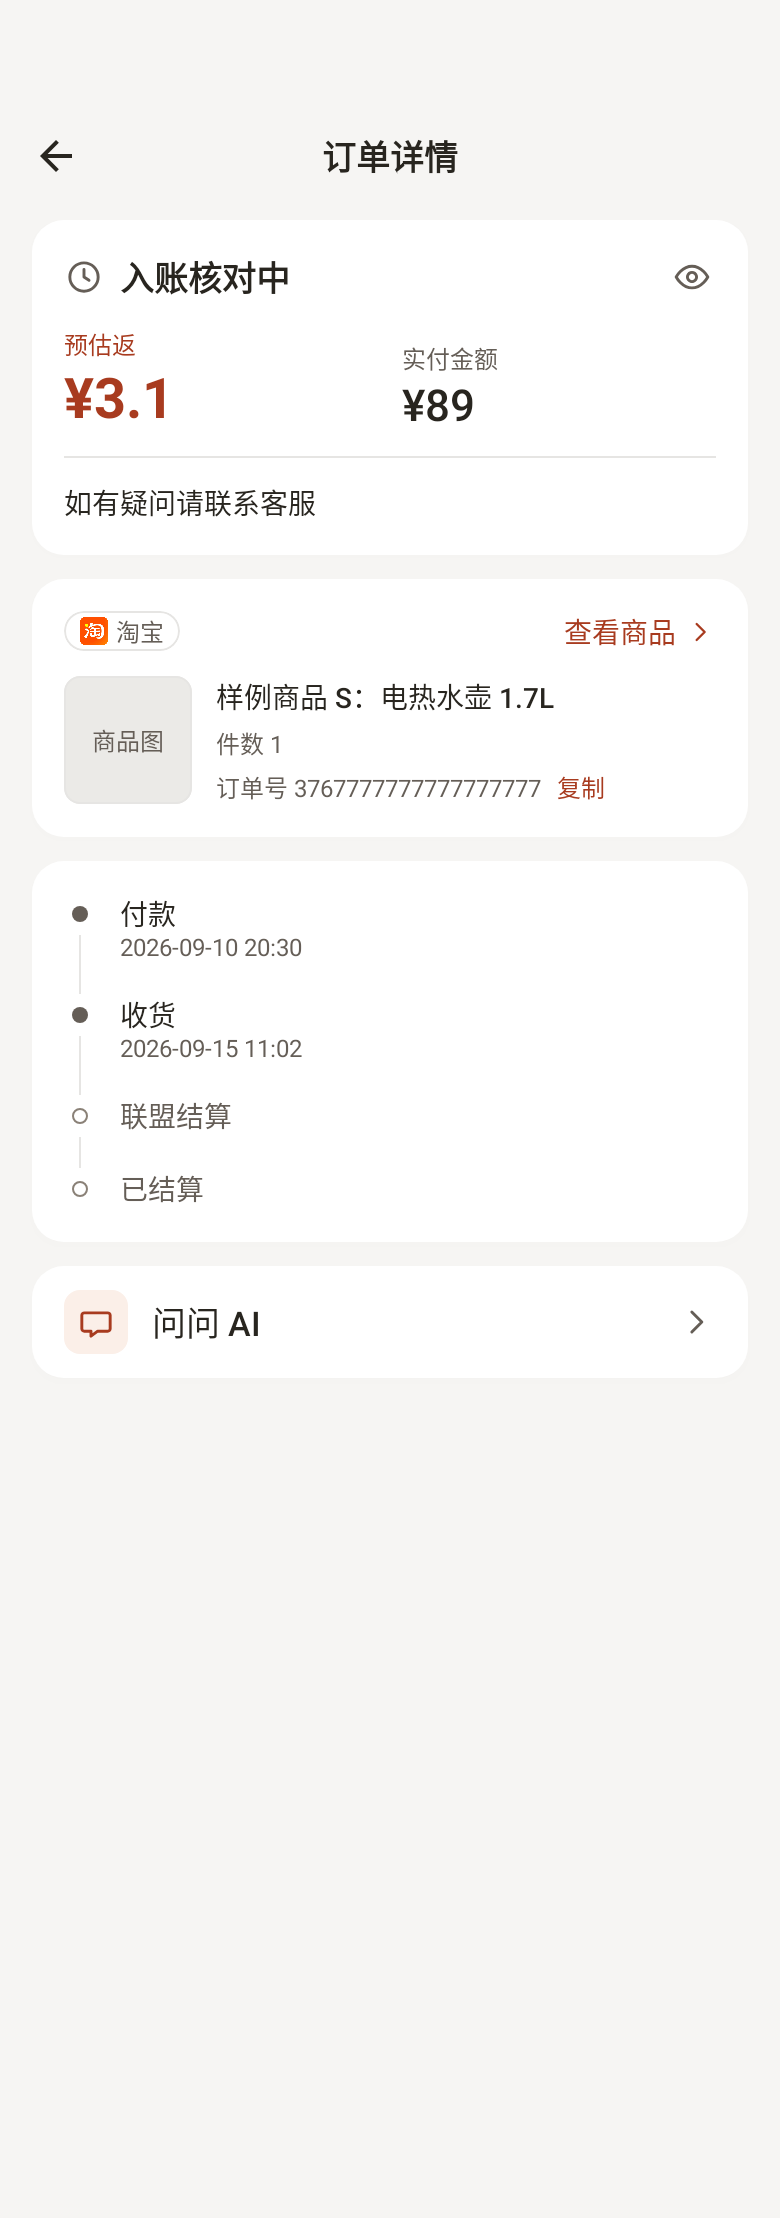 订单详情
入账核对中
预估返
¥3.1
实付金额
¥89
如有疑问请联系客服
淘 淘宝
查看商品
商品图
样例商品 S：电热水壶 1.7L
件数 1
订单号 3767777777777777777 复制
付款
2026-09-10 20:30
收货
2026-09-15 11:02
联盟结算
已结算
问问 AI